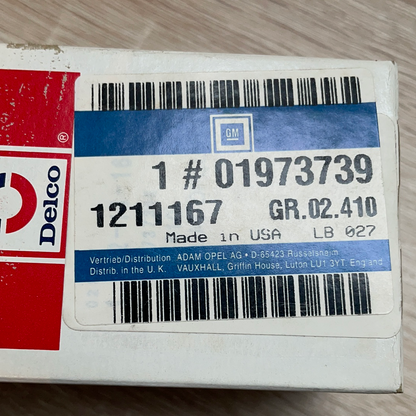 GM
1 # 01973739
1211167 GR.02.410
Made in USA LB 027
Vertrieb/Distribution ADAM OPEL AG • D-65423 Rüsselsheim
Distrib. in the U.K. VAUXHALL, Griffin House, Luton LU1 3YT, England
Delco ®